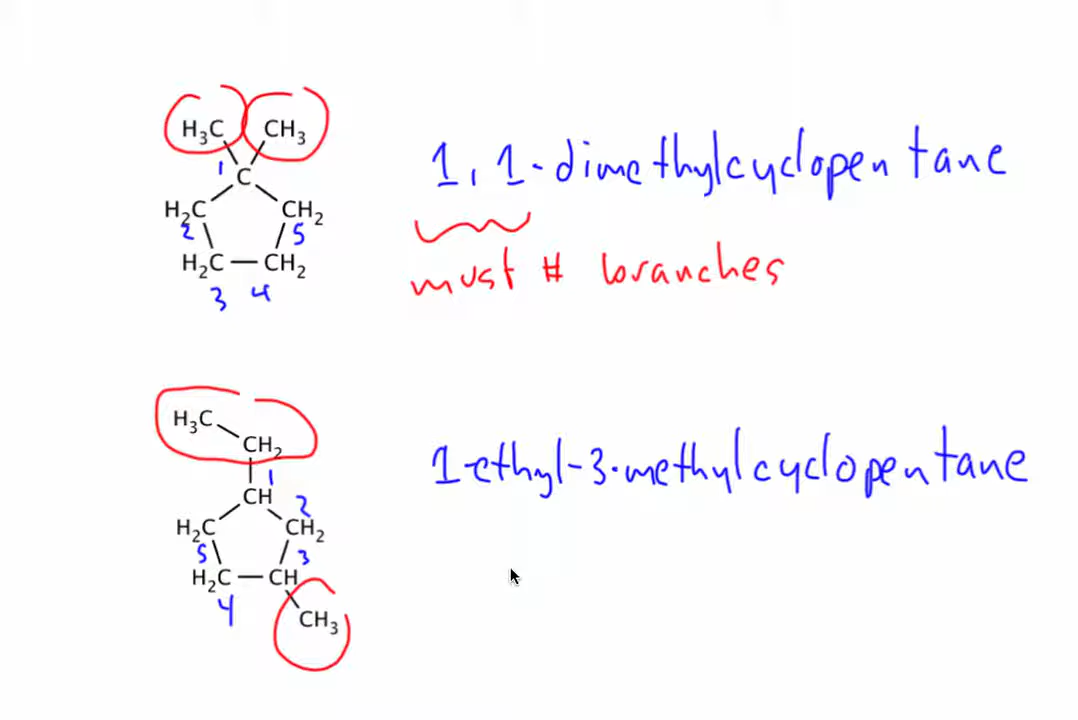 H₃C CH₃
1
C 1, 1-dimethylcyclopentane
H₂C CH₂
2 5
H₂C CH₂ must # branches
3 4
H₃C
CH₂ 1-ethyl-3-methylcyclopentane
1
CH
2
H₂C CH₂
5 3
H₂C CH
4
CH₃